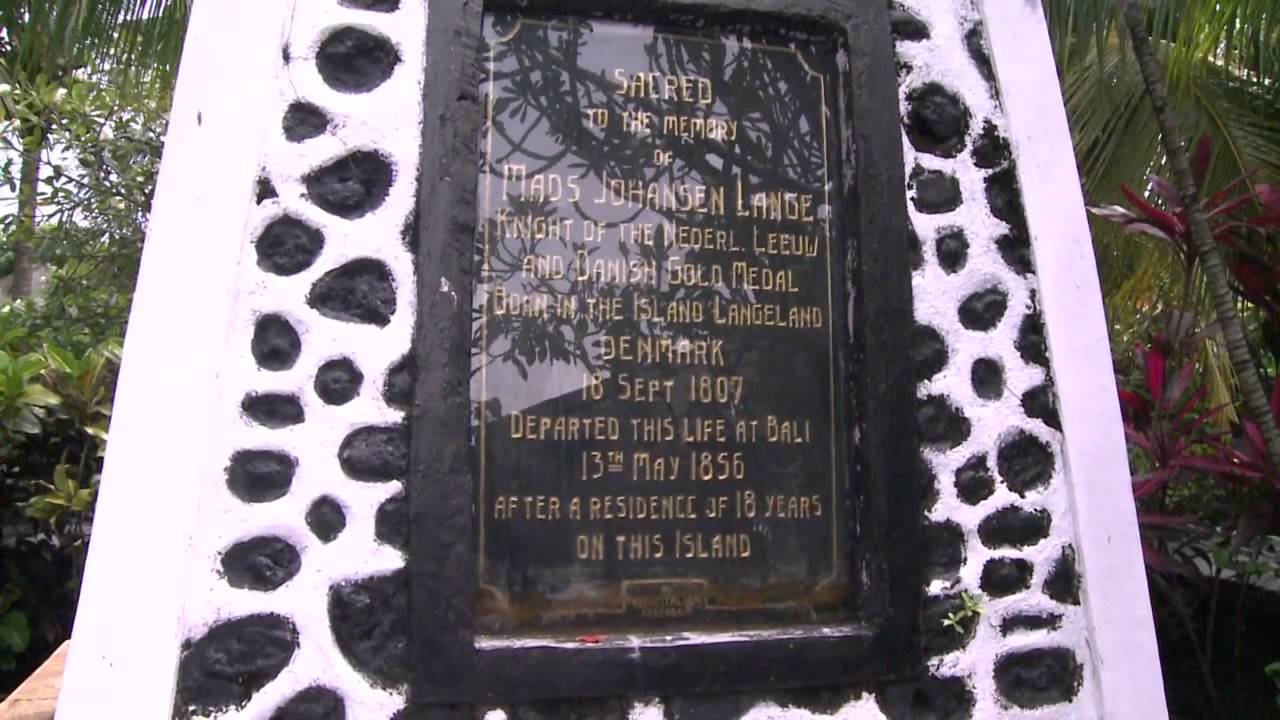 SACRED
TO THE MEMORY
OF
MADS JOHANSEN LANGE
KNIGHT OF THE NEDERL. LEEUW
AND DANISH GOLD MEDAL
BORN IN THE ISLAND LANGELAND
DENMARK
18 SEPT 1807
DEPARTED THIS LIFE AT BALI
13TH MAY 1856
AFTER A RESIDENCE OF 18 YEARS
ON THIS ISLAND